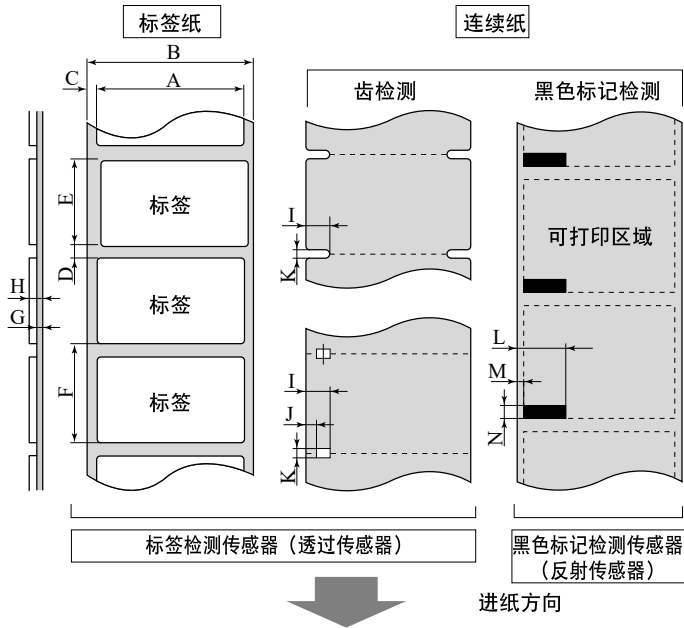 标签纸
连续纸
B
C
A
齿检测
黑色标记检测
E
标签
I
可打印区域
K
D
H
标签
G
L
I
M
F
标签
J
N
K
标签检测传感器（透过传感器）
黑色标记检测传感器
（反射传感器）
进纸方向